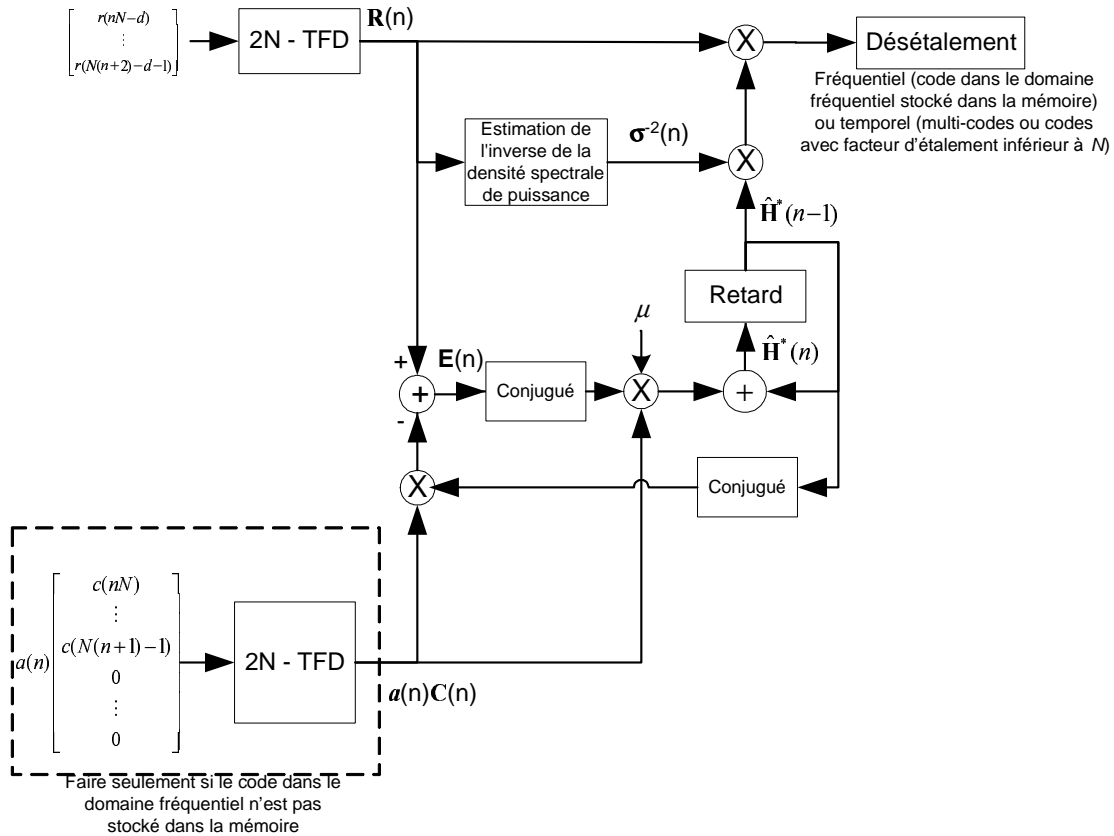 r(nN−d)
⋮
r(N(n+2)−d−1)
2N - TFD
R(n)
X
Désétalement
Fréquentiel (code dans le domaine
fréquentiel stocké dans la mémoire)
ou temporel (multi-codes ou codes
avec facteur d'étalement inférieur à N)
Estimation de
l'inverse de la
densité spectrale
de puissance
σ⁻²(n)
X
Ĥ*(n−1)
Retard
μ
Ĥ*(n)
+
E(n)
+
-
Conjugué
X
+
X
Conjugué
a(n)
c(nN)
⋮
c(N(n+1)−1)
0
⋮
0
2N - TFD
a(n)C(n)
Faire seulement si le code dans le
domaine fréquentiel n'est pas
stocké dans la mémoire